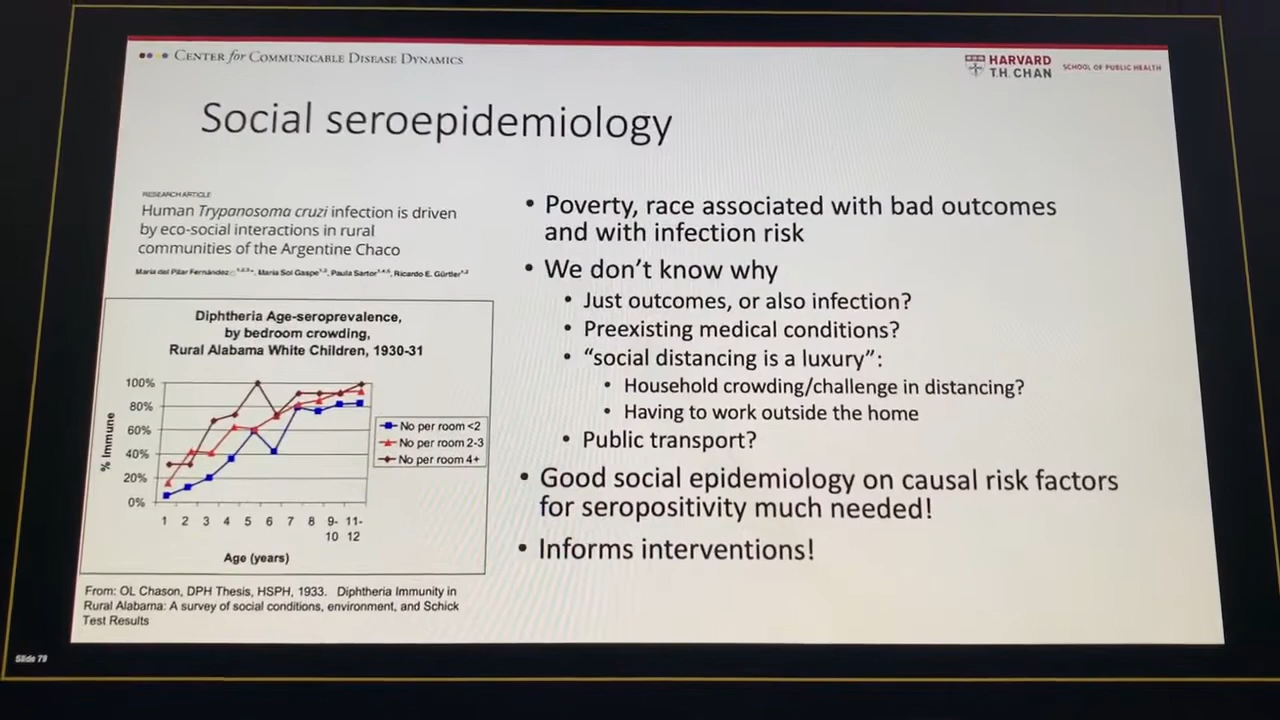 CENTER for COMMUNICABLE DISEASE DYNAMICS
HARVARD
T.H. CHAN
SCHOOL OF PUBLIC HEALTH
Social seroepidemiology
RESEARCH ARTICLE
Human Trypanosoma cruzi infection is driven
by eco-social interactions in rural
communities of the Argentine Chaco
María del Pilar Fernández, María Sol Gaspe, Paula Sartor, Ricardo E. Gürtler
Diphtheria Age-seroprevalence,
by bedroom crowding,
Rural Alabama White Children, 1930-31
% Immune
100%
80%
60%
40%
20%
0%
1 2 3 4 5 6 7 8 9- 11-
10 12
Age (years)
No per room <2
No per room 2-3
No per room 4+
From: OL Chason, DPH Thesis, HSPH, 1933. Diphtheria Immunity in
Rural Alabama: A survey of social conditions, environment, and Schick
Test Results
• Poverty, race associated with bad outcomes
and with infection risk
• We don't know why
• Just outcomes, or also infection?
• Preexisting medical conditions?
• "social distancing is a luxury":
• Household crowding/challenge in distancing?
• Having to work outside the home
• Public transport?
• Good social epidemiology on causal risk factors
for seropositivity much needed!
• Informs interventions!
Slide 79